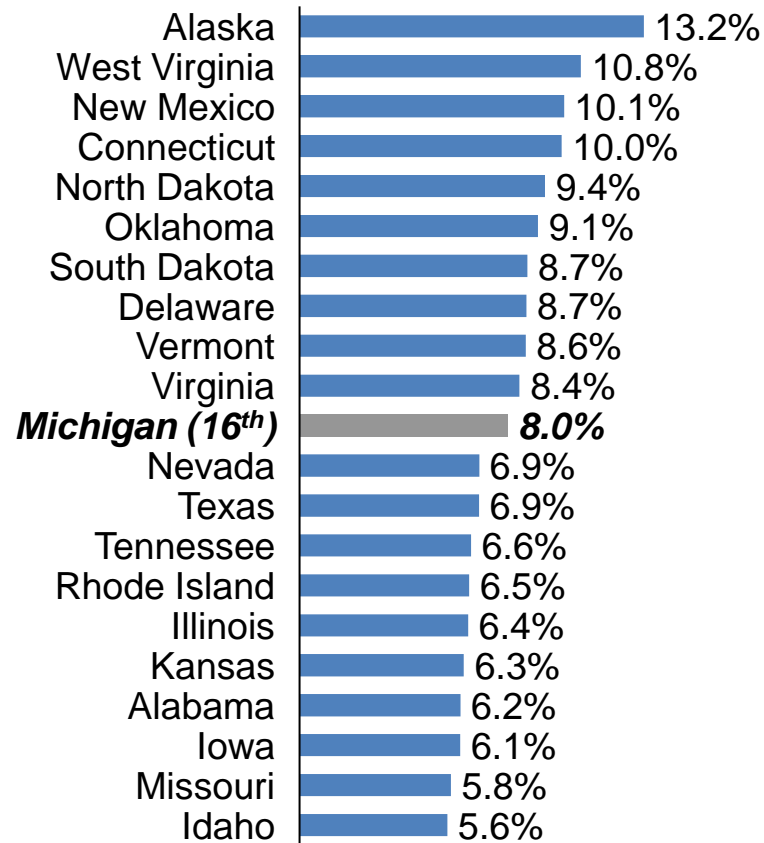 Alaska 13.2%
West Virginia 10.8%
New Mexico 10.1%
Connecticut 10.0%
North Dakota 9.4%
Oklahoma 9.1%
South Dakota 8.7%
Delaware 8.7%
Vermont 8.6%
Virginia 8.4%
Michigan (16th) 8.0%
Nevada 6.9%
Texas 6.9%
Tennessee 6.6%
Rhode Island 6.5%
Illinois 6.4%
Kansas 6.3%
Alabama 6.2%
Iowa 6.1%
Missouri 5.8%
Idaho 5.6%